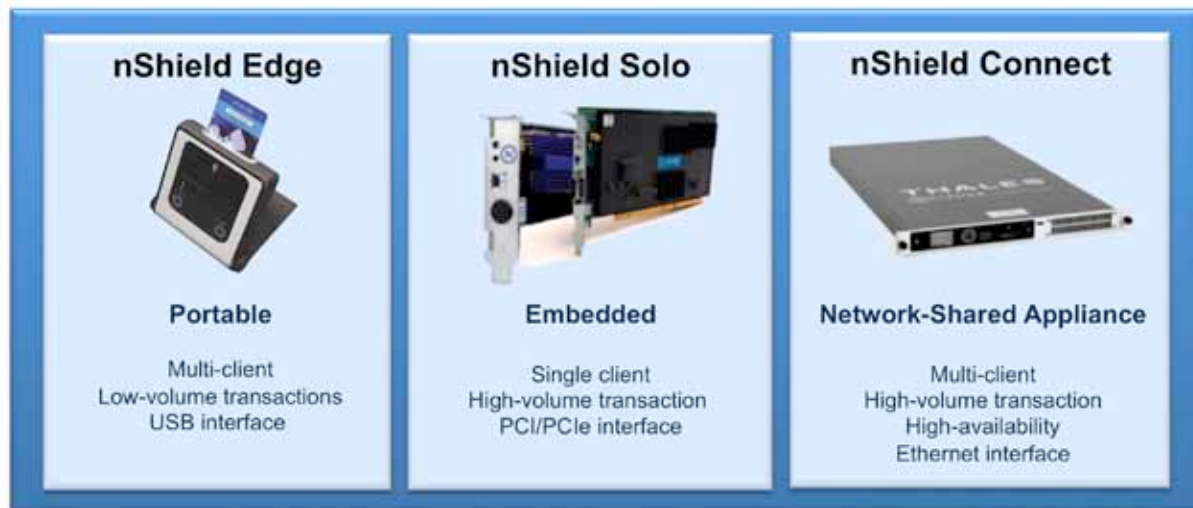 nShield Edge
Portable
Multi-client
Low-volume transactions
USB interface
nShield Solo
Embedded
Single client
High-volume transaction
PCI/PCIe interface
nShield Connect
THALES
Network-Shared Appliance
Multi-client
High-volume transaction
High-availability
Ethernet interface